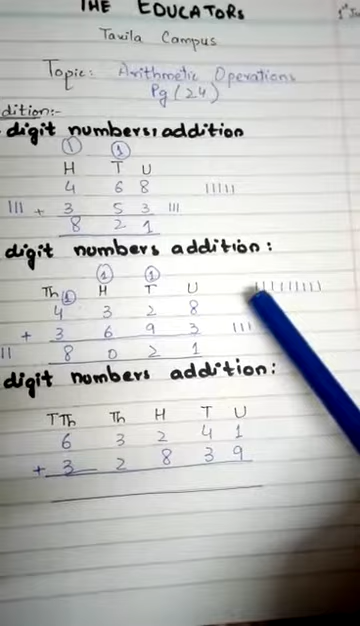 THE EDUCATORS
Tavila Campus
Topic: Arithmetic Operations
Pg (24)
dition:-
digit numbers addition
1 1
H T U
4 6 8 |||||
||| + 3 5 3 |||
8 2 1
digit numbers addition:
1 1
Th 1 H T U
4 3 2 8 ||||||||
+ 3 6 9 3 |||
|| 8 0 2 1
digit numbers addition:
TTh Th H T U
6 3 2 4 1
+ 3 2 8 3 9